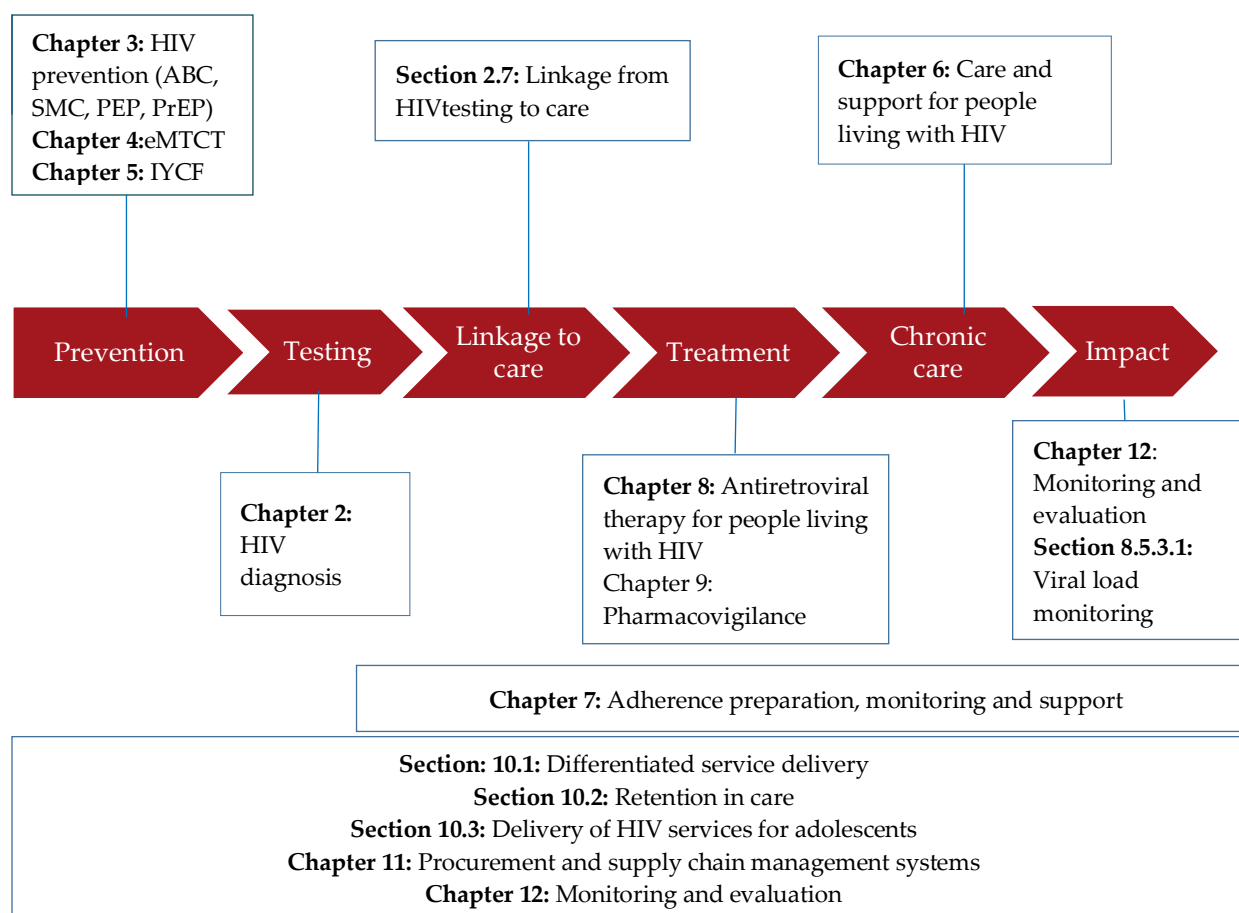 Chapter 3: HIV
prevention (ABC,
SMC, PEP, PrEP)
Chapter 4:eMTCT
Chapter 5: IYCF
Section 2.7: Linkage from
HIVtesting to care
Chapter 6: Care and
support for people
living with HIV
Prevention
Testing
Linkage to
care
Treatment
Chronic
care
Impact
Chapter 2:
HIV
diagnosis
Chapter 8: Antiretroviral
therapy for people living
with HIV
Chapter 9:
Pharmacovigilance
Chapter 12:
Monitoring and
evaluation
Section 8.5.3.1:
Viral load
monitoring
Chapter 7: Adherence preparation, monitoring and support
Section: 10.1: Differentiated service delivery
Section 10.2: Retention in care
Section 10.3: Delivery of HIV services for adolescents
Chapter 11: Procurement and supply chain management systems
Chapter 12: Monitoring and evaluation